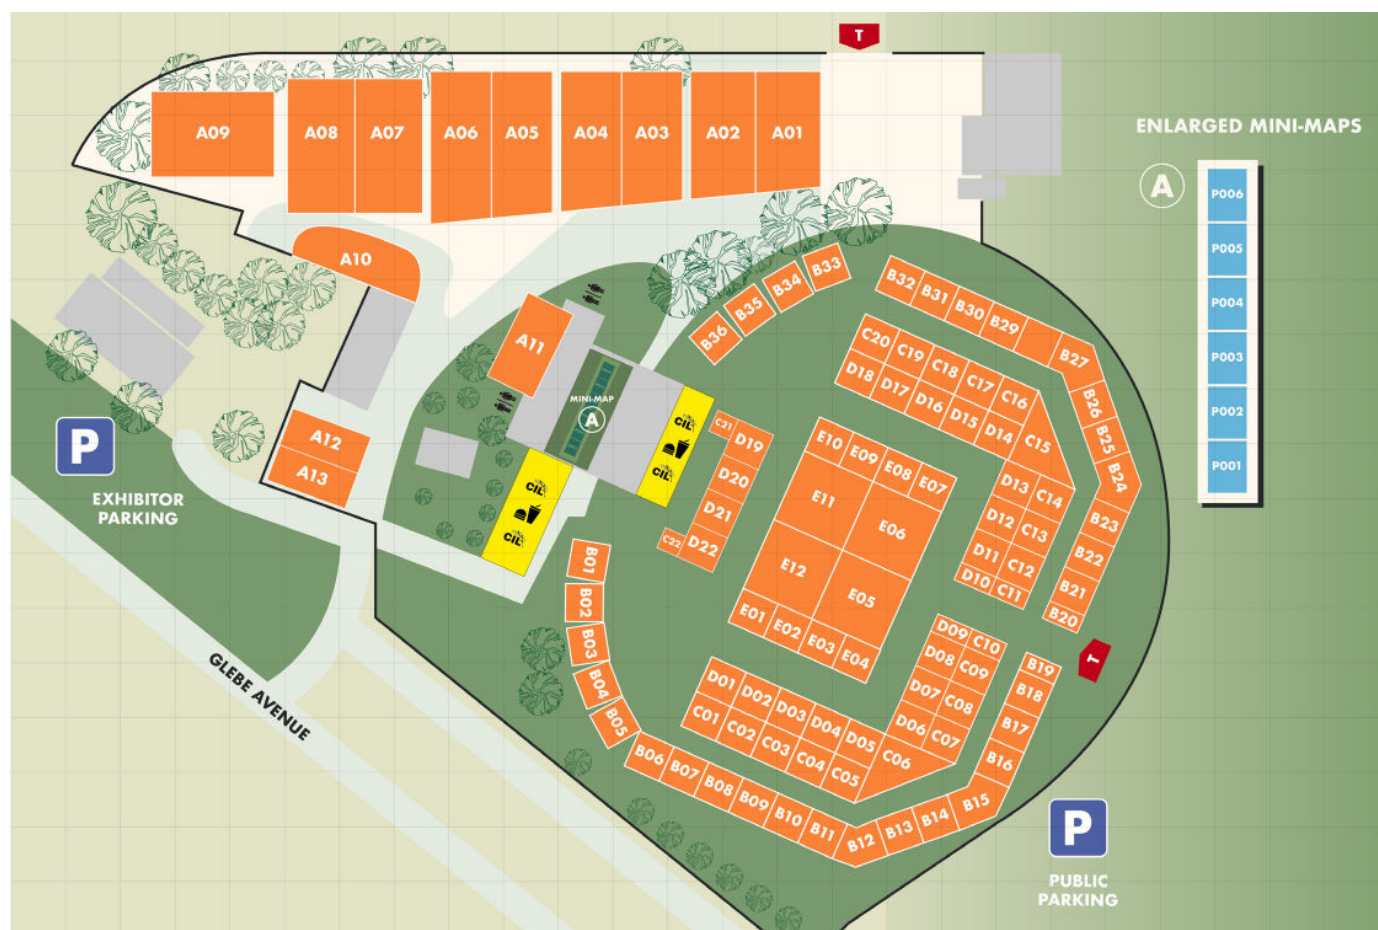 T
ENLARGED MINI-MAPS
A
P006
P005
P004
P003
P002
P001
A09
A08
A07
A06
A05
A04
A03
A02
A01
A10
A11
A12
A13
MINI-MAP
A
CIL
CIL
CIL
CIL
P
EXHIBITOR
PARKING
GLEBE AVENUE
B36
B35
B34
B33
B32
B31
B30
B29
B27
B26
B25
B24
B23
B22
B21
B20
C20
C19
C18
C17
C16
C15
D18
D17
D16
D15
D14
D13
C14
D12
C13
D11
C12
D10
C11
C21
D19
D20
D21
C22
D22
E10
E09
E08
E07
E11
E06
E12
E05
E01
E02
E03
E04
B01
B02
B03
B04
B05
B06
B07
B08
B09
B10
B11
B12
B13
B14
B15
B16
B17
B18
B19
T
D09
C10
D08
C09
D07
C08
D06
C07
D01
D02
D03
D04
D05
C01
C02
C03
C04
C05
C06
P
PUBLIC
PARKING